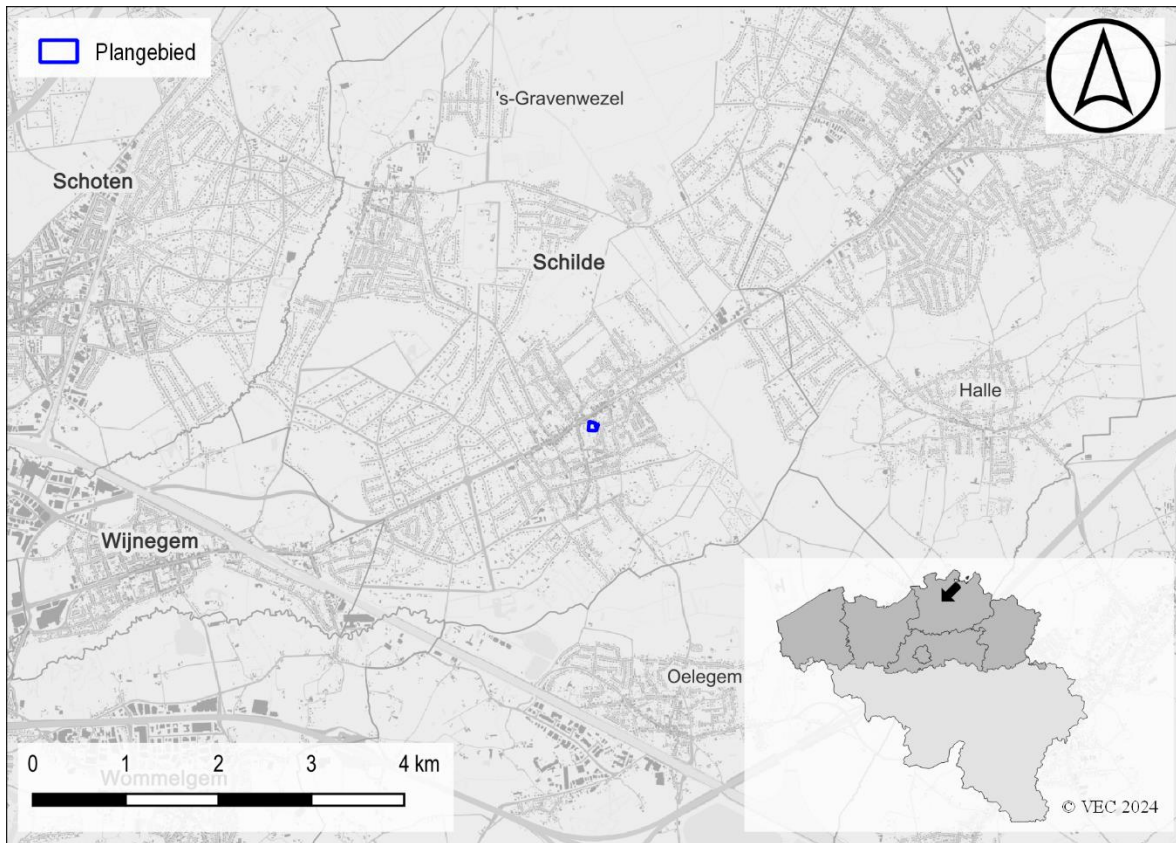 Plangebied
's-Gravenwezel
Schoten
Schilde
Halle
Wijnegem
Oelegem
0 1 2 3 4 km
Wommelgem
© VEC 2024